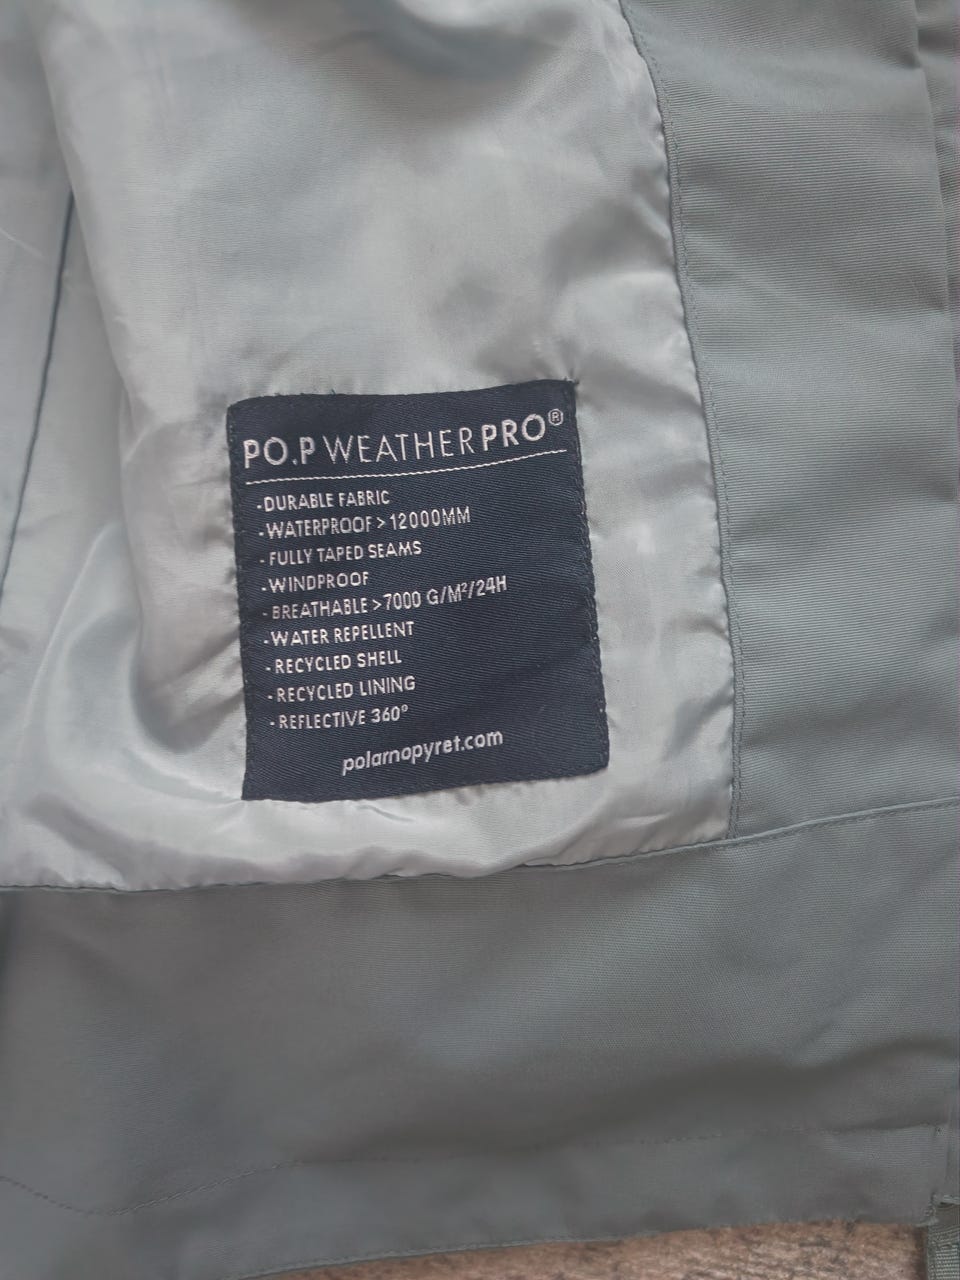 PO.P WEATHERPRO®
-DURABLE FABRIC
-WATERPROOF >12000MM
-FULLY TAPED SEAMS
-WINDPROOF
-BREATHABLE >7000 G/M²/24H
-WATER REPELLENT
-RECYCLED SHELL
-RECYCLED LINING
-REFLECTIVE 360°
polarnopyret.com